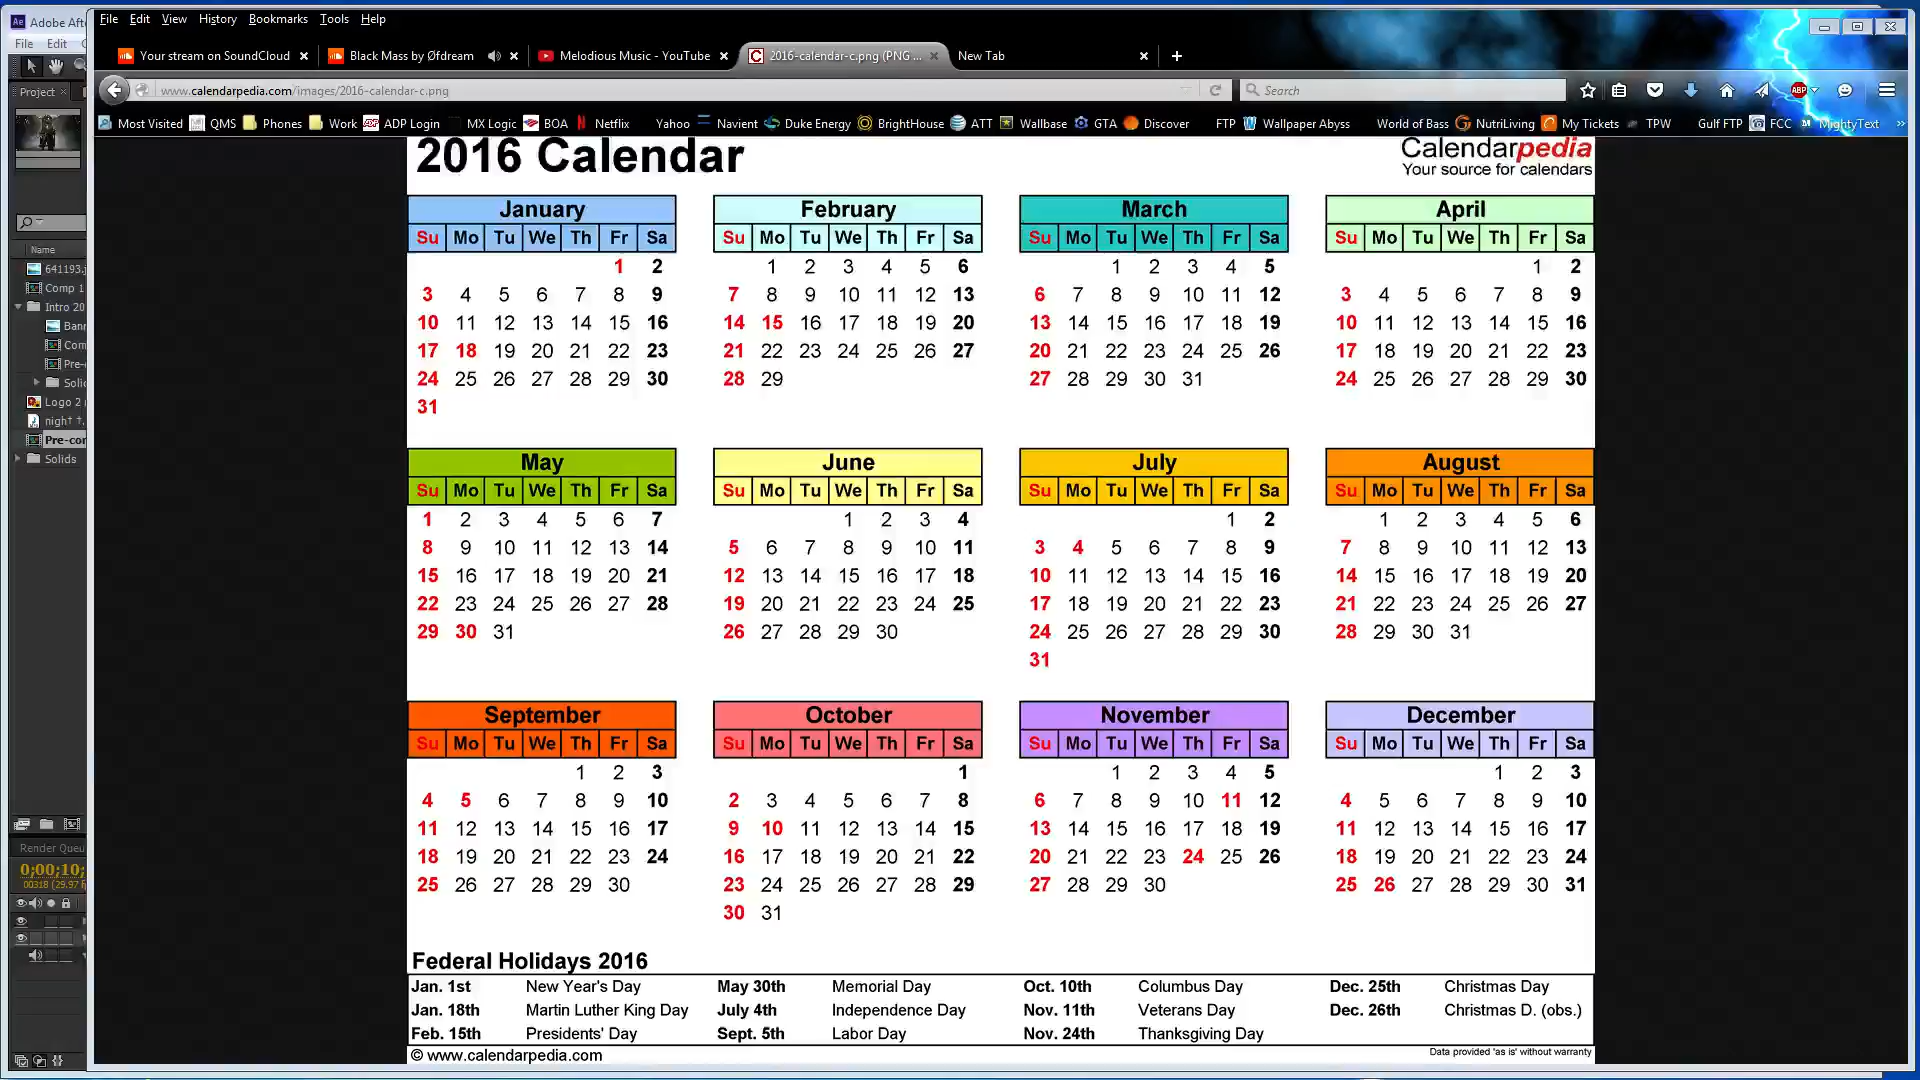 Adobe Afte
File Edit View History Bookmarks Tools Help
File Edit
Your stream on SoundCloud
Black Mass by Øfdream
Melodious Music - YouTube
2016-calendar-c.png (PNG ...
New Tab
Project
www.calendarpedia.com/images/2016-calendar-c.png
Search
ABP
Most Visited QMS Phones Work ADP Login MX Logic BOA Netflix Yahoo Navient Duke Energy BrightHouse ATT Wallbase GTA Discover FTP Wallpaper Abyss World of Bass NutriLiving My Tickets TPW Gulf FTP FCC MightyText
2016 Calendar
Calendarpedia
Your source for calendars
Name
641193.j
Comp 1
Intro 20
Bann
Com
Pre-
Solid
Logo 2
night †.
Pre-con
Solids
Render Queu
0;00;10;
00318 (29.97 f
January February March April
Su Mo Tu We Th Fr Sa Su Mo Tu We Th Fr Sa Su Mo Tu We Th Fr Sa Su Mo Tu We Th Fr Sa
1 2 1 2 3 4 5 6 1 2 3 4 5 1 2
3 4 5 6 7 8 9 7 8 9 10 11 12 13 6 7 8 9 10 11 12 3 4 5 6 7 8 9
10 11 12 13 14 15 16 14 15 16 17 18 19 20 13 14 15 16 17 18 19 10 11 12 13 14 15 16
17 18 19 20 21 22 23 21 22 23 24 25 26 27 20 21 22 23 24 25 26 17 18 19 20 21 22 23
24 25 26 27 28 29 30 28 29 27 28 29 30 31 24 25 26 27 28 29 30
31
May June July August
Su Mo Tu We Th Fr Sa Su Mo Tu We Th Fr Sa Su Mo Tu We Th Fr Sa Su Mo Tu We Th Fr Sa
1 2 3 4 5 6 7 1 2 3 4 1 2 1 2 3 4 5 6
8 9 10 11 12 13 14 5 6 7 8 9 10 11 3 4 5 6 7 8 9 7 8 9 10 11 12 13
15 16 17 18 19 20 21 12 13 14 15 16 17 18 10 11 12 13 14 15 16 14 15 16 17 18 19 20
22 23 24 25 26 27 28 19 20 21 22 23 24 25 17 18 19 20 21 22 23 21 22 23 24 25 26 27
29 30 31 26 27 28 29 30 24 25 26 27 28 29 30 28 29 30 31
31
September October November December
Su Mo Tu We Th Fr Sa Su Mo Tu We Th Fr Sa Su Mo Tu We Th Fr Sa Su Mo Tu We Th Fr Sa
1 2 3 1 1 2 3 4 5 1 2 3
4 5 6 7 8 9 10 2 3 4 5 6 7 8 6 7 8 9 10 11 12 4 5 6 7 8 9 10
11 12 13 14 15 16 17 9 10 11 12 13 14 15 13 14 15 16 17 18 19 11 12 13 14 15 16 17
18 19 20 21 22 23 24 16 17 18 19 20 21 22 20 21 22 23 24 25 26 18 19 20 21 22 23 24
25 26 27 28 29 30 23 24 25 26 27 28 29 27 28 29 30 25 26 27 28 29 30 31
30 31
Federal Holidays 2016
Jan. 1st New Year's Day May 30th Memorial Day Oct. 10th Columbus Day Dec. 25th Christmas Day
Jan. 18th Martin Luther King Day July 4th Independence Day Nov. 11th Veterans Day Dec. 26th Christmas D. (obs.)
Feb. 15th Presidents' Day Sept. 5th Labor Day Nov. 24th Thanksgiving Day
© www.calendarpedia.com
Data provided 'as is' without warranty